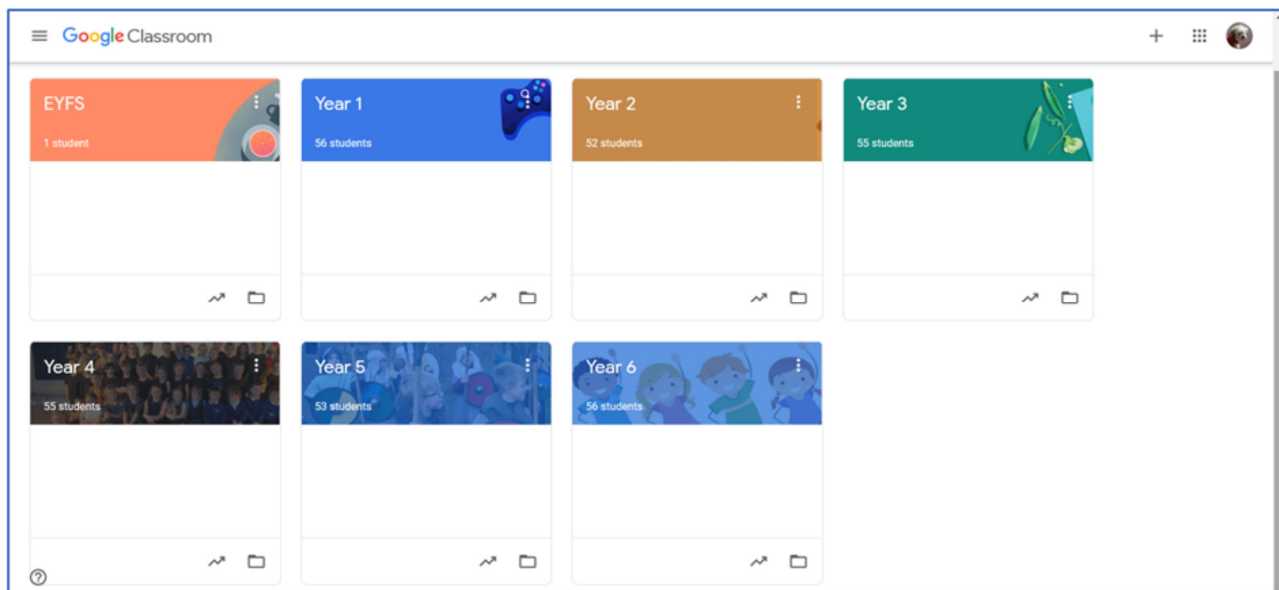 Google Classroom
EYFS
1 student
Year 1
56 students
Year 2
52 students
Year 3
55 students
Year 4
55 students
Year 5
53 students
Year 6
56 students